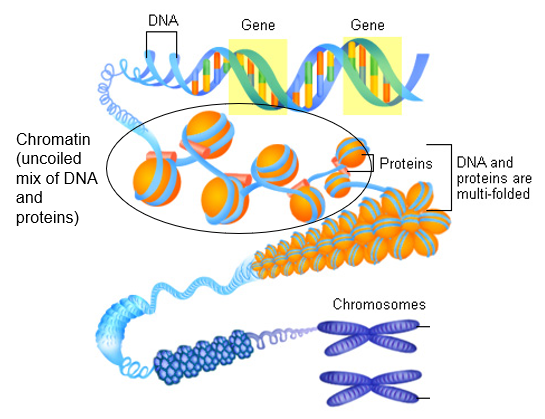 DNA
Gene
Gene
Chromatin
(uncoiled
mix of DNA
and
proteins)
Proteins
DNA and
proteins are
multi-folded
Chromosomes